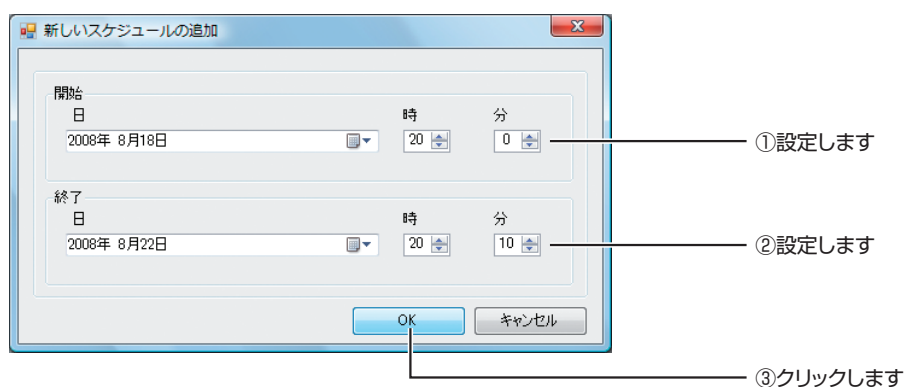 新しいスケジュールの追加
開始
日 時 分
2008年 8月18日 20 0 ①設定します
終了
日 時 分
2008年 8月22日 20 10 ②設定します
OK キャンセル
③クリックします